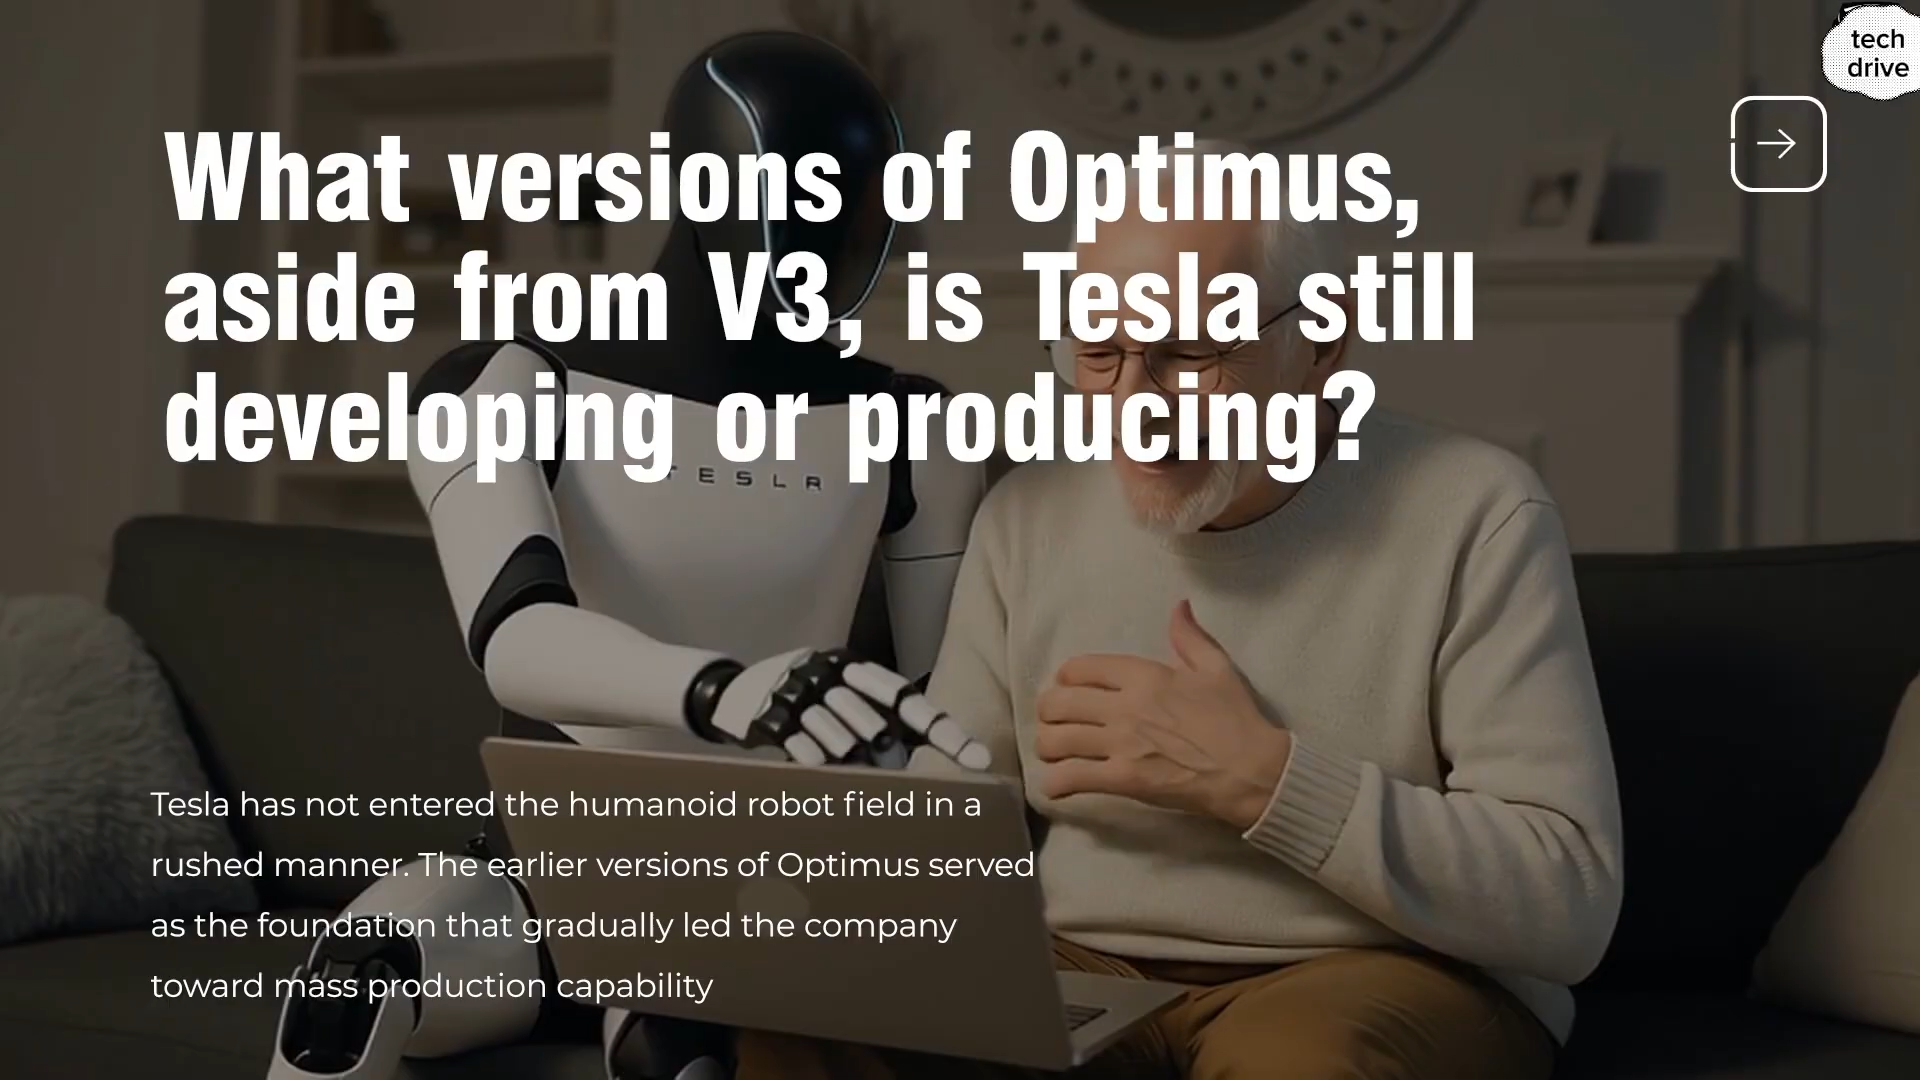 tech
drive
What versions of Optimus,
aside from V3, is Tesla still
developing or producing?
TESLA
Tesla has not entered the humanoid robot field in a
rushed manner. The earlier versions of Optimus served
as the foundation that gradually led the company
toward mass production capability